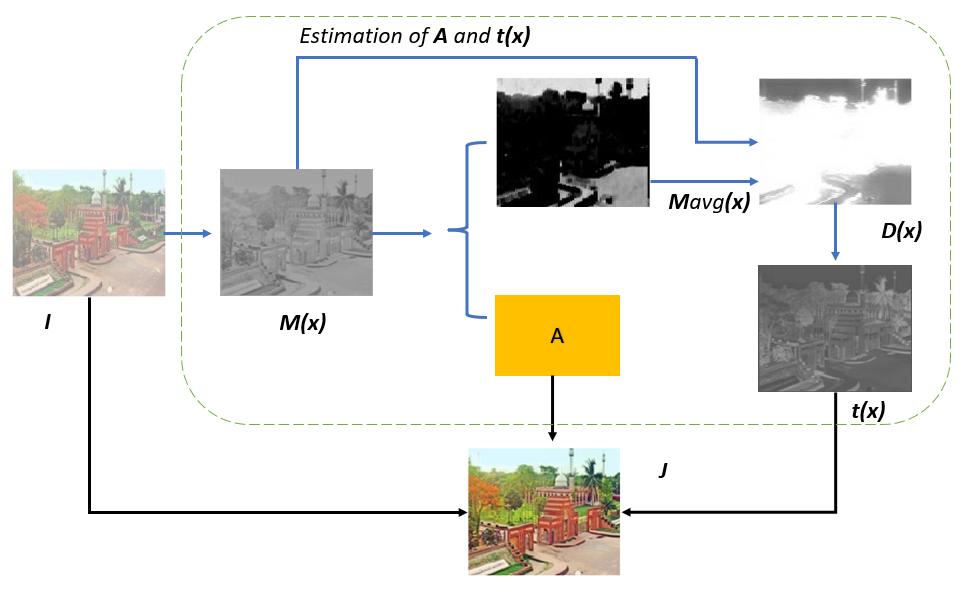 Estimation of A and t(x)
Mavg(x)
D(x)
I
M(x)
A
t(x)
J